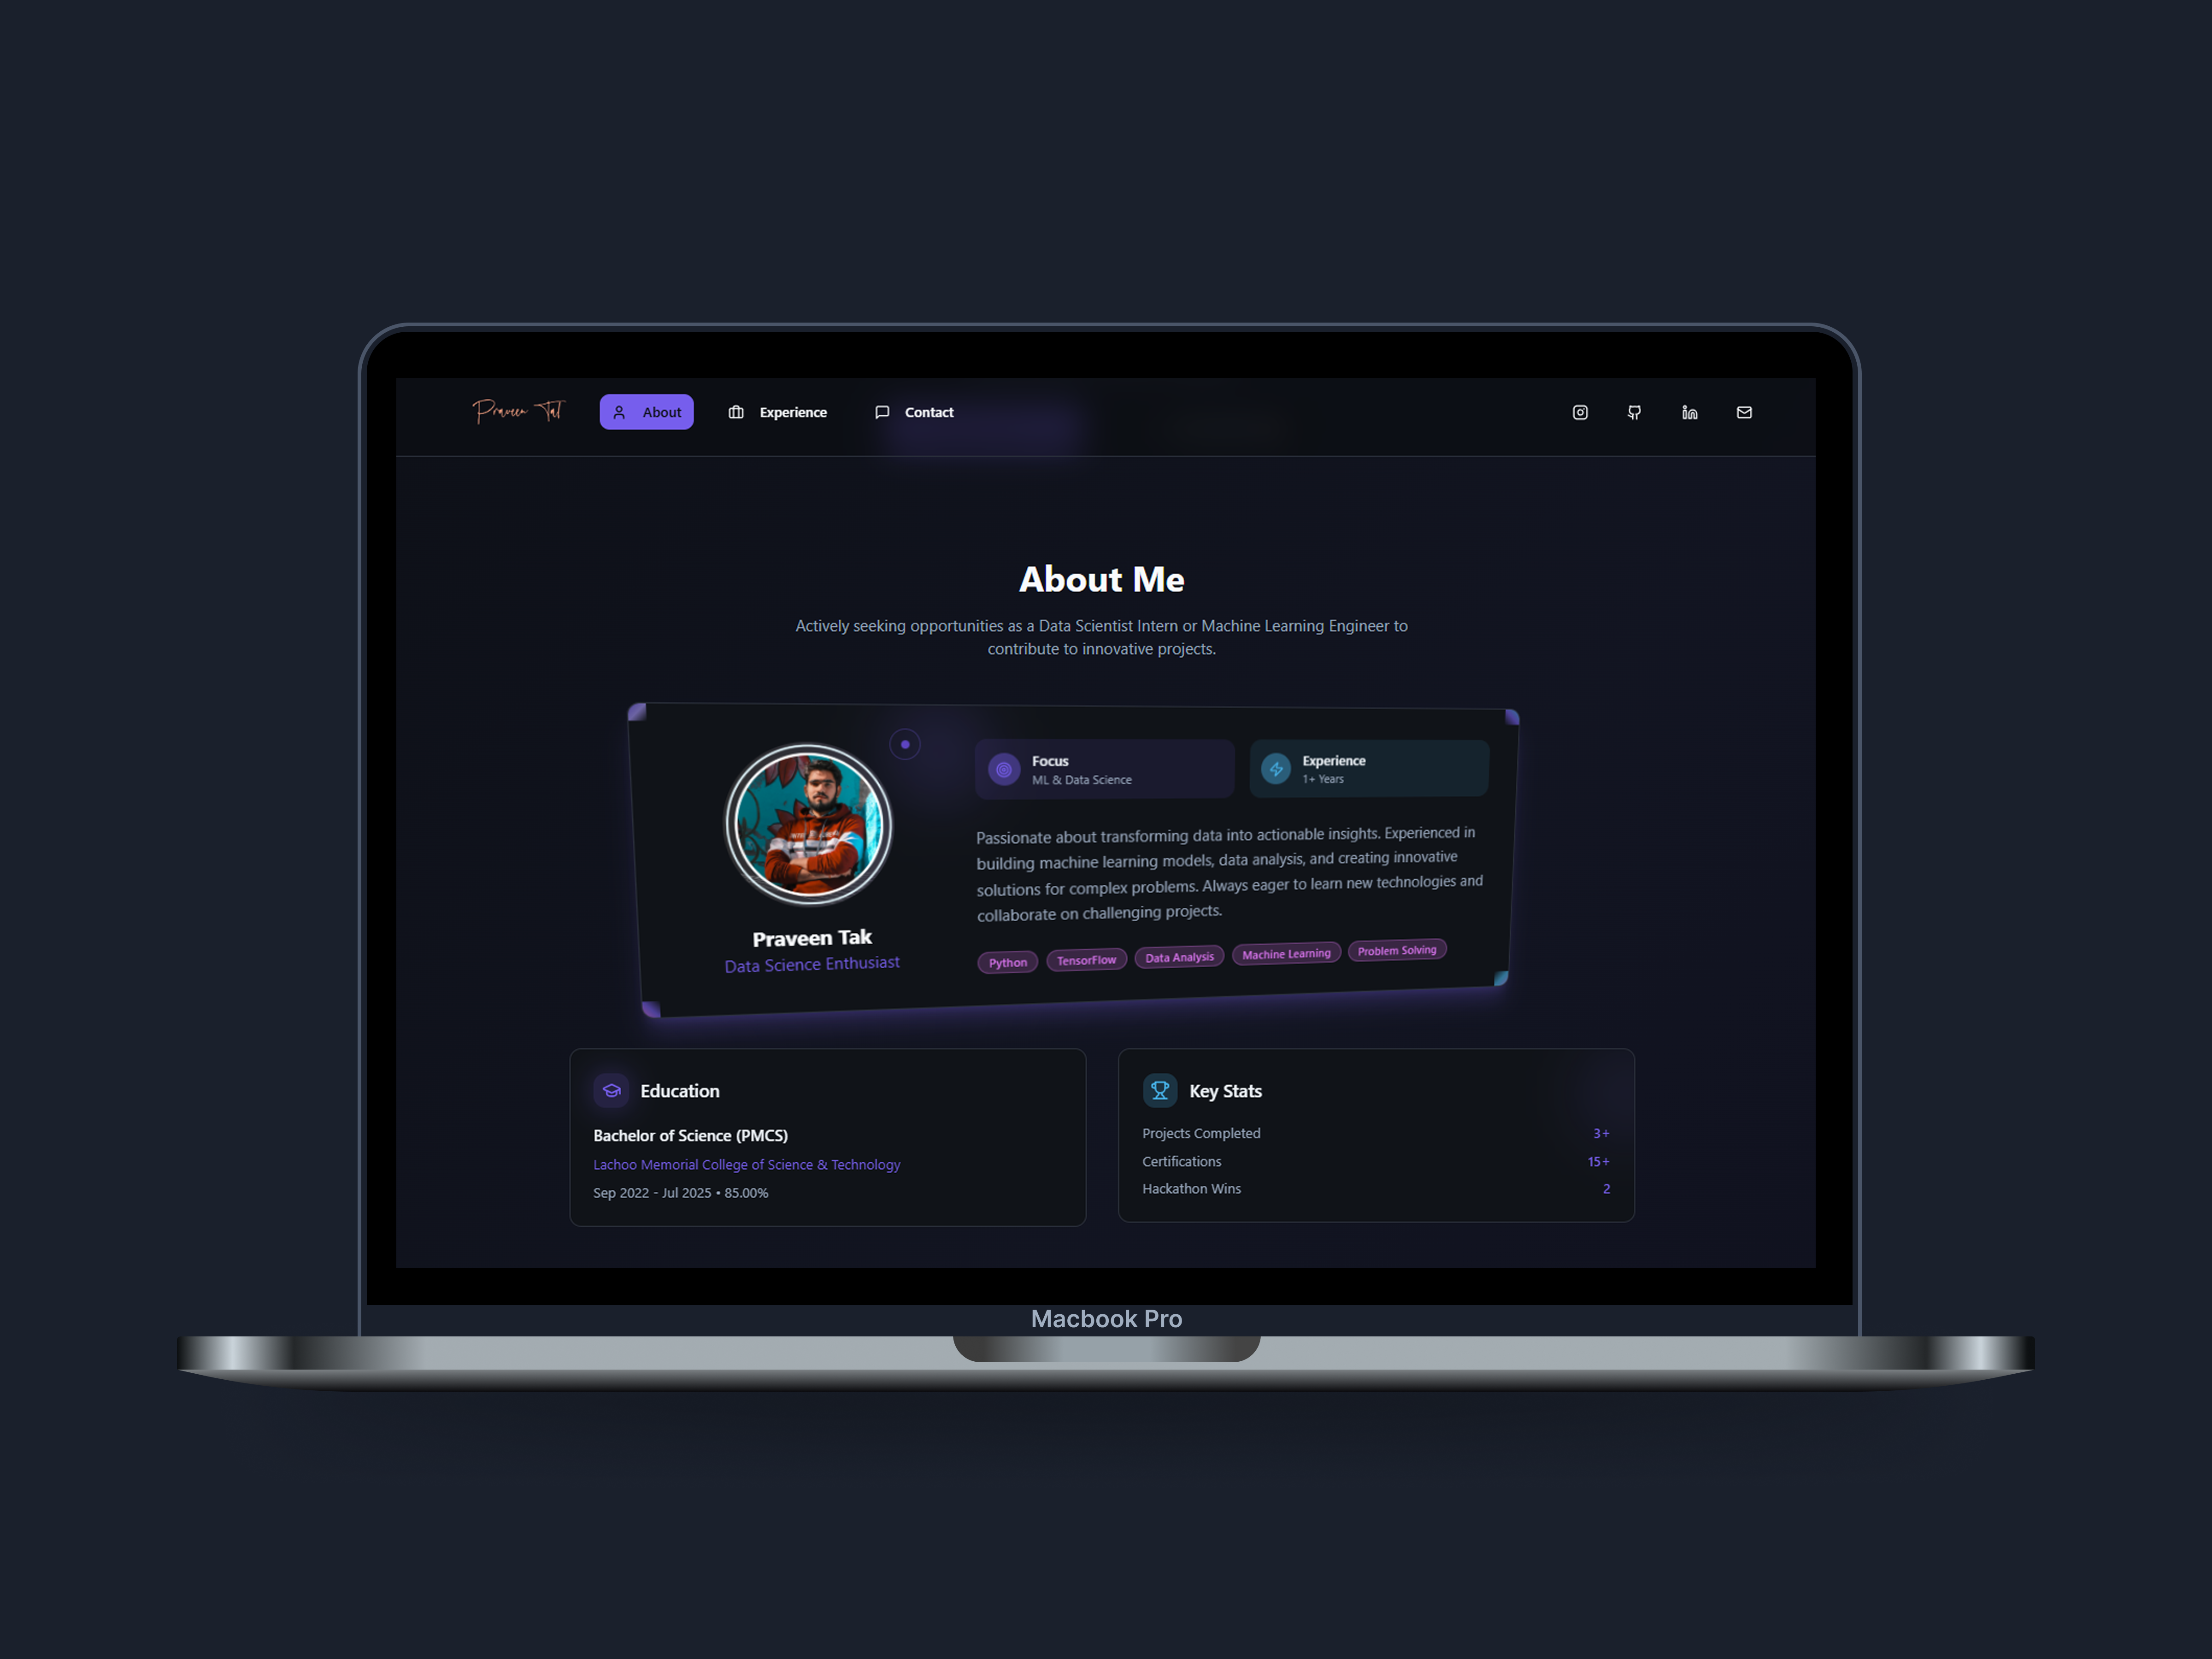 Praveen Tak
About
Experience
Contact
About Me
Actively seeking opportunities as a Data Scientist Intern or Machine Learning Engineer to
contribute to innovative projects.
Praveen Tak
Data Science Enthusiast
Focus
ML & Data Science
Experience
1+ Years
Passionate about transforming data into actionable insights. Experienced in
building machine learning models, data analysis, and creating innovative
solutions for complex problems. Always eager to learn new technologies and
collaborate on challenging projects.
Python
TensorFlow
Data Analysis
Machine Learning
Problem Solving
Education
Bachelor of Science (PMCS)
Lachoo Memorial College of Science & Technology
Sep 2022 - Jul 2025 • 85.00%
Key Stats
Projects Completed 3+
Certifications 15+
Hackathon Wins 2
Macbook Pro